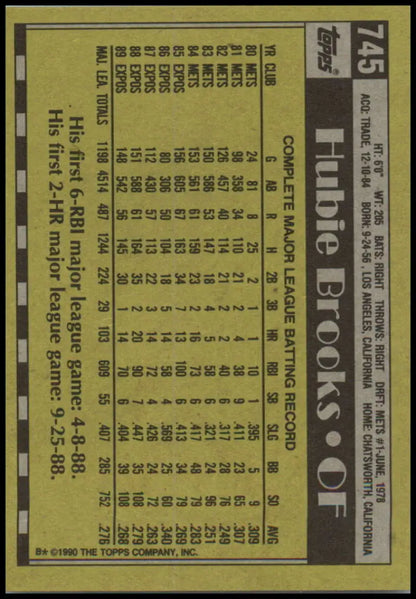 745
Topps
Hubie Brooks • OF
HT: 6'0" WT: 205 BATS: RIGHT THROWS: RIGHT DRFT: METS #1-JUNE, 1978
ACQ: TRADE, 12-10-84 BORN: 9-24-56, LOS ANGELES, CALIFORNIA HOME: CHATSWORTH, CALIFORNIA
COMPLETE MAJOR LEAGUE BATTING RECORD
YR CLUB G AB R H 2B 3B HR RBI SB SLG BB SO AVG
80 METS 24 81 8 25 2 1 1 10 1 .395 5 9 .309
81 METS 98 358 34 110 21 2 4 38 9 .411 23 65 .307
82 METS 126 457 40 114 21 2 2 40 6 .317 28 76 .249
83 METS 150 586 53 147 18 4 5 58 6 .321 24 96 .251
84 METS 153 561 61 159 23 2 16 73 6 .417 48 79 .283
85 EXPOS 156 605 67 163 34 7 13 100 6 .413 34 79 .269
86 EXPOS 80 306 50 104 18 5 14 58 4 .569 25 60 .340
87 EXPOS 112 430 57 113 22 3 14 72 4 .426 24 72 .263
88 EXPOS 151 588 61 164 35 2 20 90 7 .447 35 108 .279
89 EXPOS 148 542 56 145 30 1 14 70 6 .404 39 108 .268
MAJ. LEA. TOTALS 1198 4514 487 1244 224 29 103 609 55 .407 285 752 .276
His first 6-RBI major league game: 4-8-88.
His first 2-HR major league game: 9-25-88.
B* ©1990 THE TOPPS COMPANY, INC.